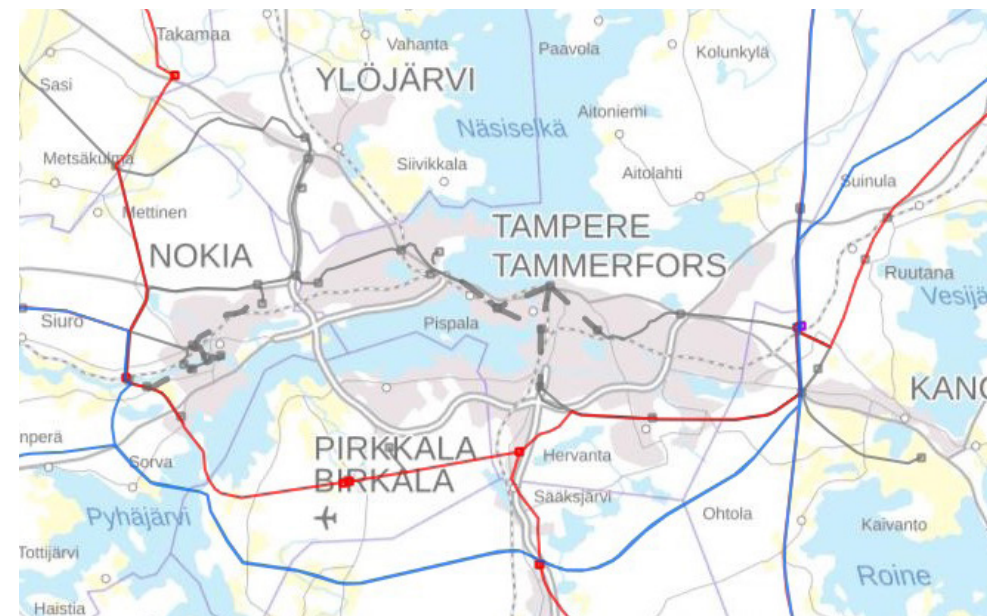 Takamaa
Vahanta
Paavola
Kolunkylä
Sasi
YLÖJÄRVI
Aitoniemi
Näsiselkä
Metsäkulma
Siivikkala
Aitolahti
Suinula
Mettinen
TAMPERE
NOKIA
TAMMERFORS
Ruutana
Vesijä
Siuro
Pispala
KANG
nperä
PIRKKALA
Hervanta
Sorva
BIRKALA
Sääksjärvi
Ohtola
Pyhäjärvi
Kaivanto
Tottijärvi
Roine
Haistia